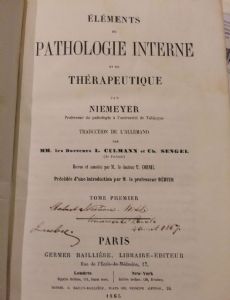 ÉLÉMENTS
DE
PATHOLOGIE INTERNE
ET DE
THÉRAPEUTIQUE
PAR
NIEMEYER
Professeur de pathologie à l'université de Tubingue
TRADUCTION DE L'ALLEMAND
PAR
MM. les Docteurs L. CULMANN et Ch. SENGEL
Revue et annotée par M. le docteur V. CORNIL
Précédée d'une introduction par M. le professeur BÉHIER
TOME PREMIER
PARIS
GERMER BAILLIÈRE, LIBRAIRE-ÉDITEUR
Rue de l'École-de-Médecine, 17.
Londres
New-York
1865